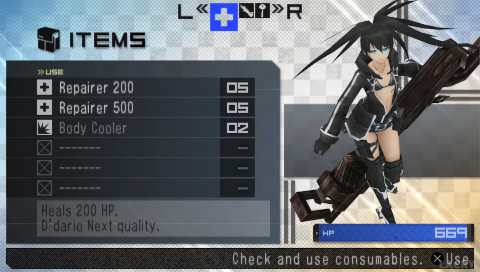 L « » R
ITEMS
»USE
Repairer 200 05
Repairer 500 05
Body Cooler 02
------- --
------- --
------- --
Heals 200 HP.
D`dario Next quality.
HP 669
Check and use consumables. Use